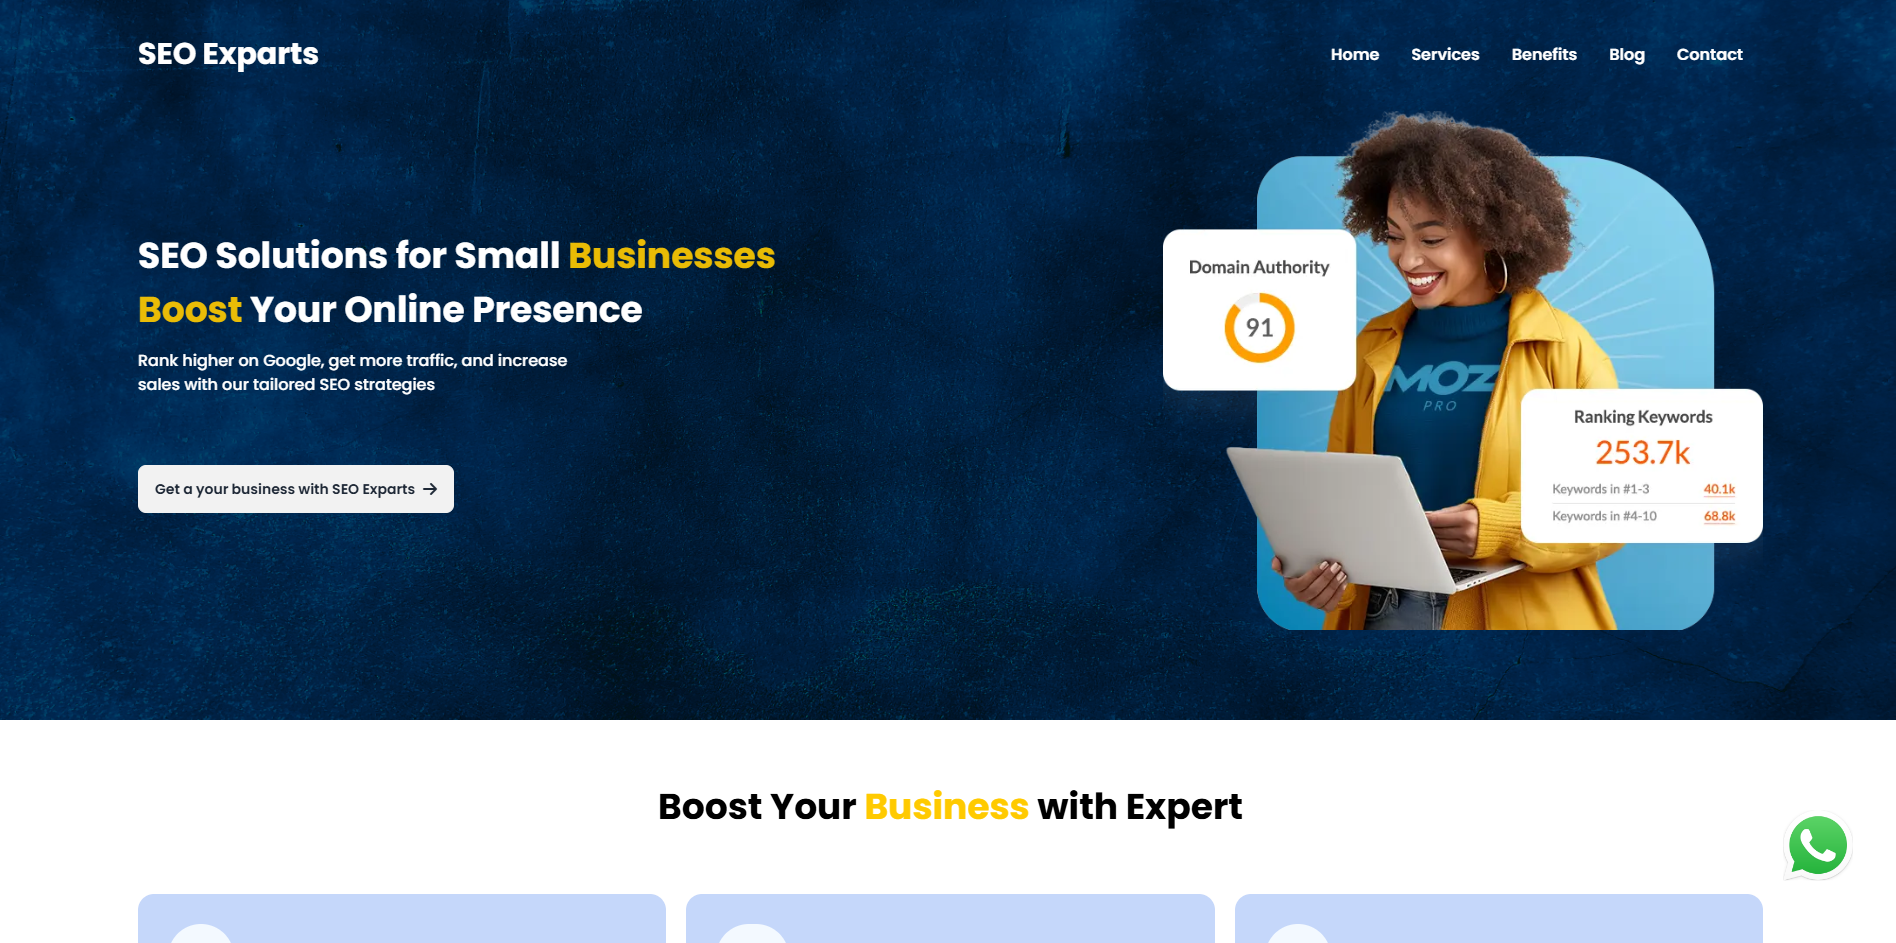 SEO Exparts
Home Services Benefits Blog Contact
SEO Solutions for Small Businesses
Boost Your Online Presence
Rank higher on Google, get more traffic, and increase
sales with our tailored SEO strategies
Get a your business with SEO Exparts →
Domain Authority
91
MOZ
PRO
Ranking Keywords
253.7k
Keywords in #1-3 40.1k
Keywords in #4-10 68.8k
Boost Your Business with Expert